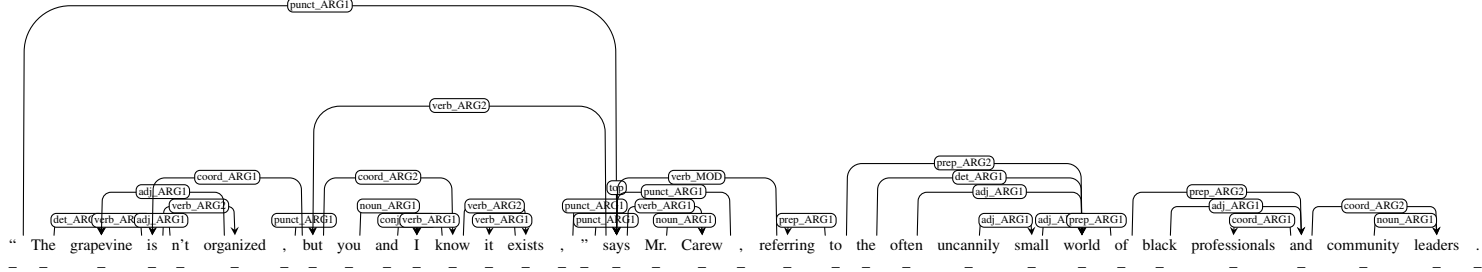 punct_ARG1
verb_ARG2
prep_ARG2
coord_ARG1 coord_ARG2 verb_MOD det_ARG1
adj_ARG1 top punct_ARG1 adj_ARG1 prep_ARG2
verb_ARG2 noun_ARG1 verb_ARG2 punct_ARG1 verb_ARG1 adj_ARG1 coord_ARG2
adj_ARG1 punct_ARG1 verb_ARG1 verb_ARG1 punct_ARG1 noun_ARG1 prep_ARG1 adj_ARG1 prep_ARG1 coord_ARG1 noun_ARG1
“ The grapevine is n’t organized , but you and I know it exists , ” says Mr. Carew , referring to the often uncannily small world of black professionals and community leaders .
_ _ _ _ _ _ _ _ _ _ _ _ _ _ _ _ _ _ _ _ _ _ _ _ _ _ _ _ _ _ _ _ _ _